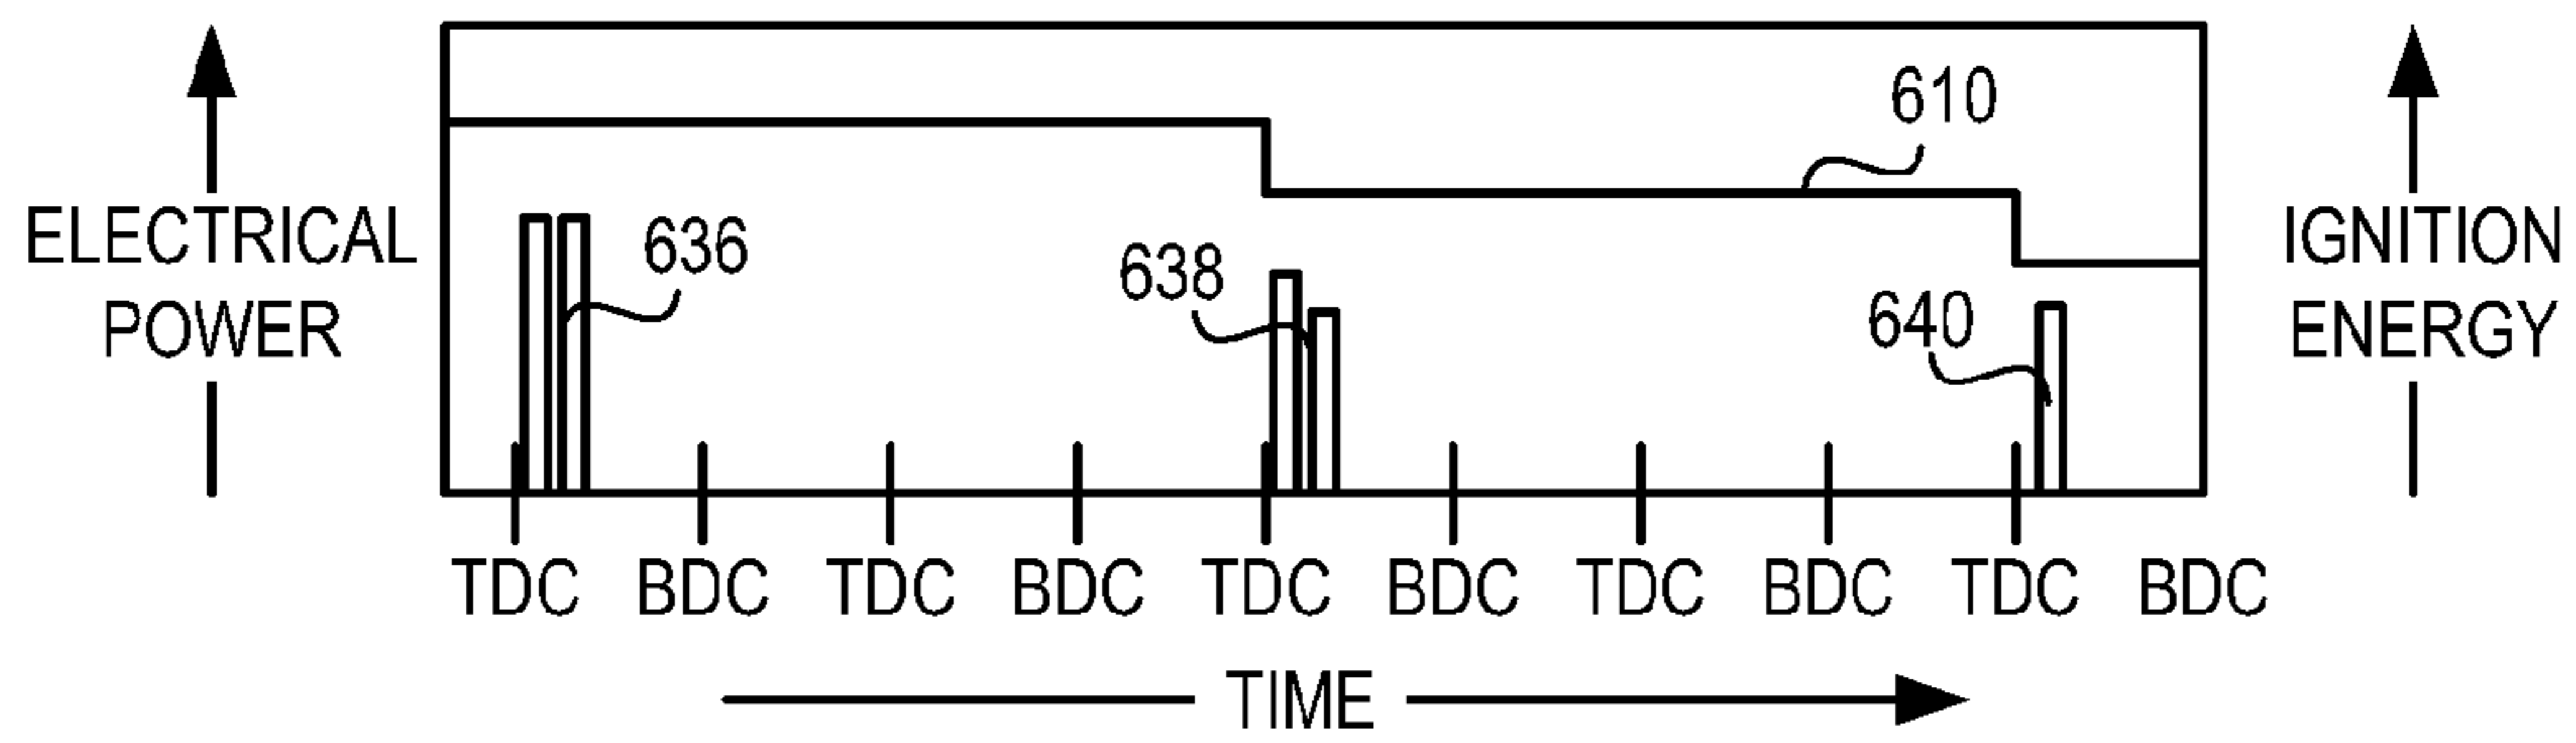 610
ELECTRICAL
POWER
636
638
640
IGNITION
ENERGY
TDC BDC TDC BDC TDC BDC TDC BDC TDC BDC
TIME